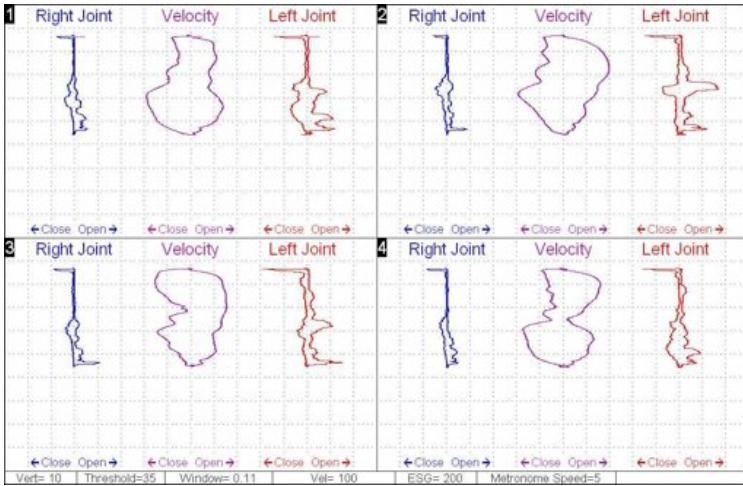 1 Right Joint Velocity Left Joint
←Close Open→ ←Close Open→ ←Close Open→
2 Right Joint Velocity Left Joint
←Close Open→ ←Close Open→ ←Close Open→
3 Right Joint Velocity Left Joint
←Close Open→ ←Close Open→ ←Close Open→
4 Right Joint Velocity Left Joint
←Close Open→ ←Close Open→ ←Close Open→
Vert= 10 Threshold=35 Window= 0.11 Vel= 100 ESG= 200 Metronome Speed=5